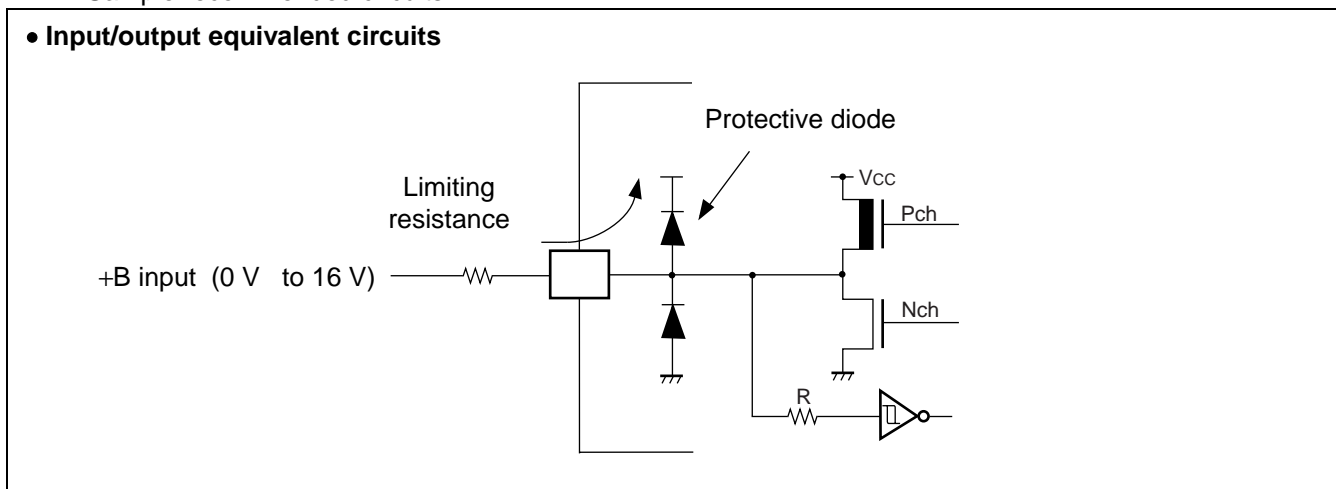 • Input/output equivalent circuits
Protective diode
Limiting
resistance
VCC
Pch
+B input (0 V to 16 V)
Nch
R